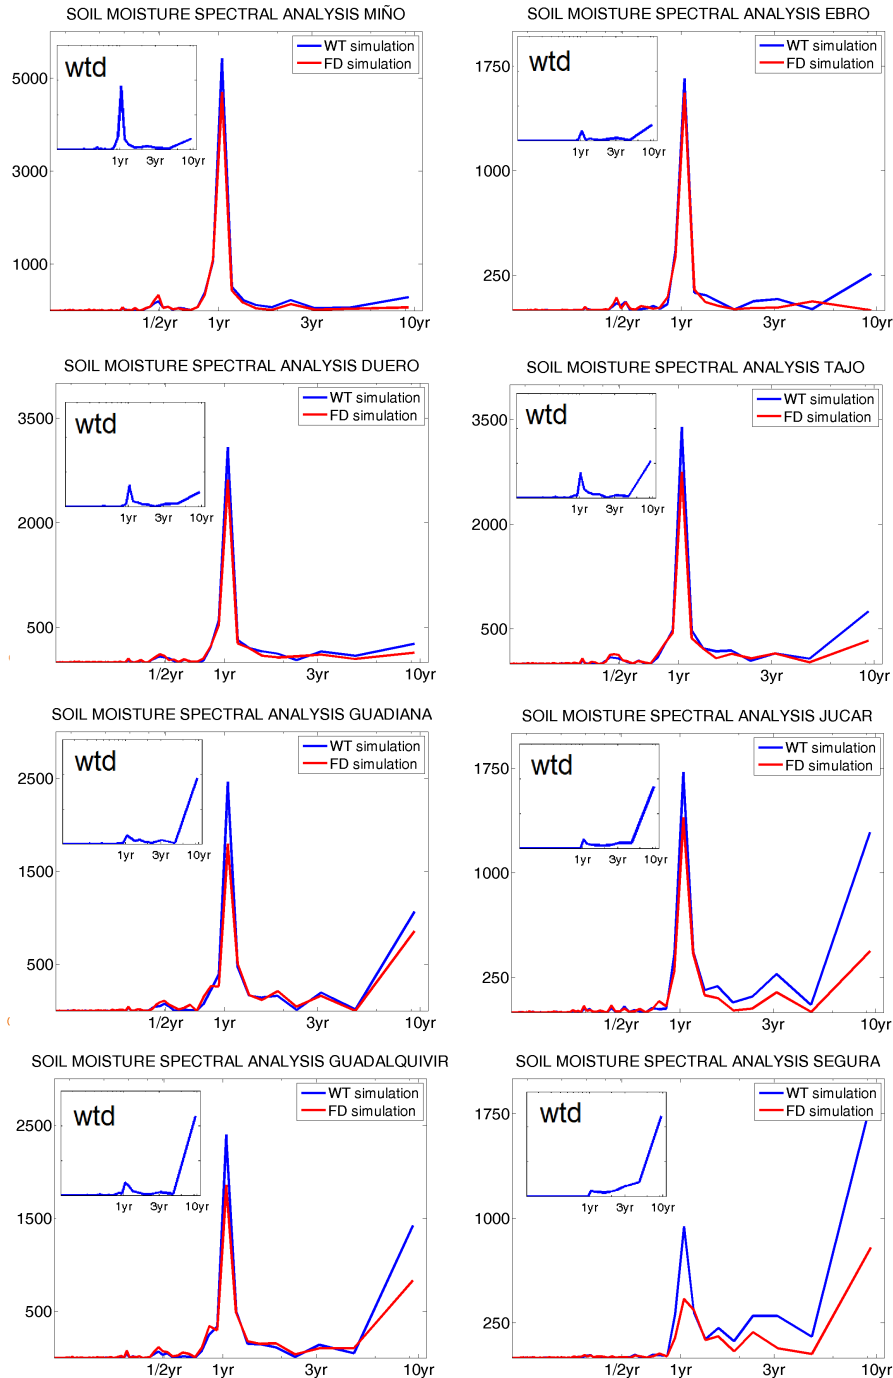 SOIL MOISTURE SPECTRAL ANALYSIS MIÑO
WT simulation
FD simulation
wtd
1yr 3yr 10yr
5000
3000
1000
1/2yr 1yr 3yr 10yr
SOIL MOISTURE SPECTRAL ANALYSIS EBRO
WT simulation
FD simulation
wtd
1yr 3yr 10yr
1750
1000
250
1/2yr 1yr 3yr 10yr
SOIL MOISTURE SPECTRAL ANALYSIS DUERO
WT simulation
FD simulation
wtd
1yr 3yr 10yr
3500
2000
500
1/2yr 1yr 3yr 10yr
SOIL MOISTURE SPECTRAL ANALYSIS TAJO
WT simulation
FD simulation
wtd
1yr 3yr 10yr
3500
2000
500
1/2yr 1yr 3yr 10yr
SOIL MOISTURE SPECTRAL ANALYSIS GUADIANA
WT simulation
FD simulation
wtd
1yr 3yr 10yr
2500
1500
500
1/2yr 1yr 3yr 10yr
SOIL MOISTURE SPECTRAL ANALYSIS JUCAR
WT simulation
FD simulation
wtd
1yr 3yr 10yr
1750
1000
250
1/2yr 1yr 3yr 10yr
SOIL MOISTURE SPECTRAL ANALYSIS GUADALQUIVIR
WT simulation
FD simulation
wtd
1yr 3yr 10yr
2500
1500
500
1/2yr 1yr 3yr 10yr
SOIL MOISTURE SPECTRAL ANALYSIS SEGURA
WT simulation
FD simulation
wtd
1yr 3yr 10yr
1750
1000
250
1/2yr 1yr 3yr 10yr